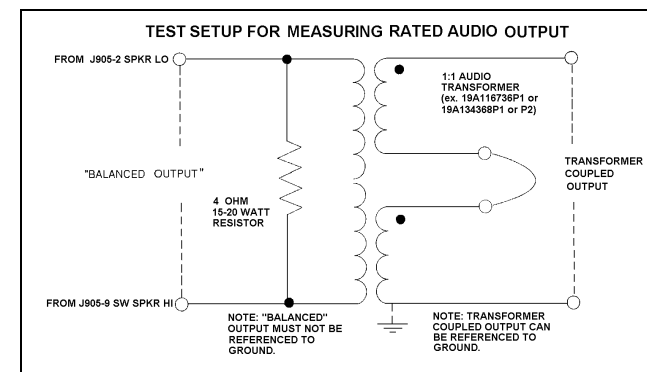 TEST SETUP FOR MEASURING RATED AUDIO OUTPUT
FROM J905-2 SPKR LO
1:1 AUDIO
TRANSFORMER
(ex. 19A116736P1 or
19A134368P1 or P2)
"BALANCED OUTPUT"
4 OHM
15-20 WATT
RESISTOR
TRANSFORMER
COUPLED
OUTPUT
FROM J905-9 SW SPKR HI
NOTE: "BALANCED"
OUTPUT MUST NOT BE
REFERENCED TO
GROUND.
NOTE: TRANSFORMER
COUPLED OUTPUT CAN
BE REFERENCED TO
GROUND.